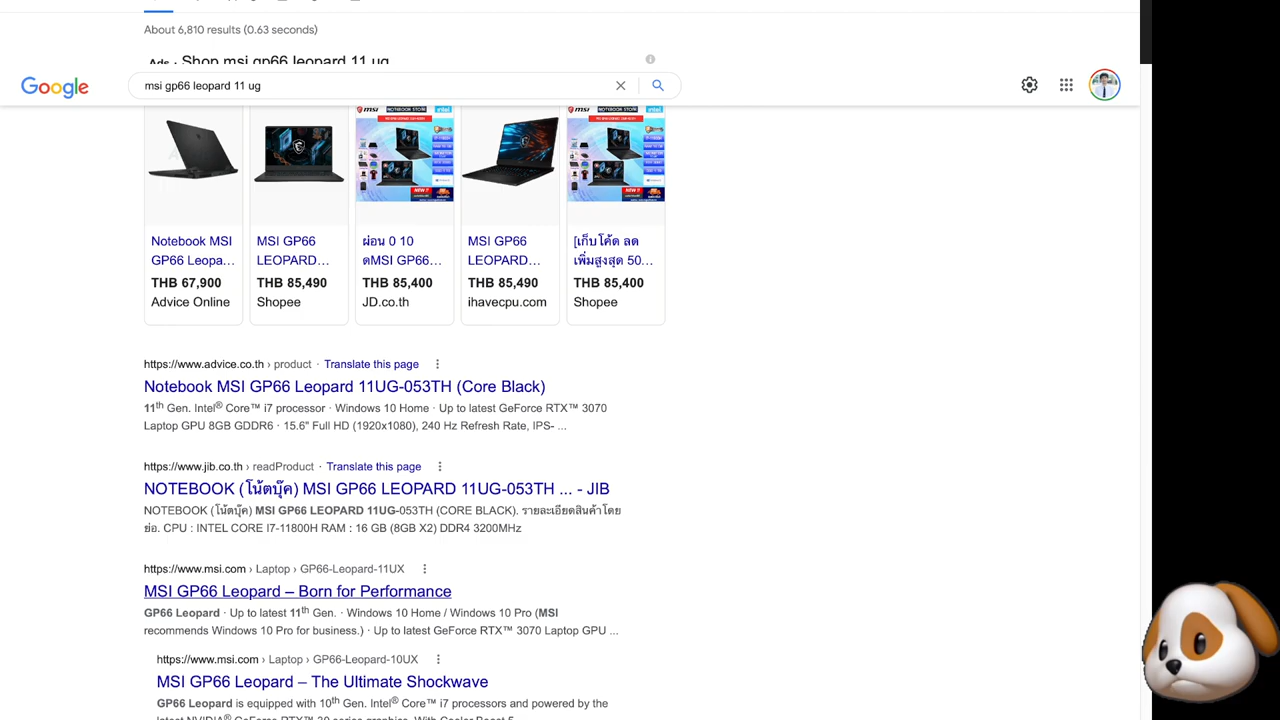 About 6,810 results (0.63 seconds)
Ads · Shop msi gp66 leopard 11 ug
Google
msi gp66 leopard 11 ug
Notebook MSI GP66 Leopa...
THB 67,900
Advice Online
MSI GP66 LEOPARD...
THB 85,490
Shopee
ผ่อน 0 10 ดMSI GP66...
THB 85,400
JD.co.th
MSI GP66 LEOPARD...
THB 85,490
ihavecpu.com
[เก็บโค้ด ลด เพิ่มสูงสุด 50...
THB 85,400
Shopee
https://www.advice.co.th › product · Translate this page
Notebook MSI GP66 Leopard 11UG-053TH (Core Black)
11th Gen. Intel® Core™ i7 processor · Windows 10 Home · Up to latest GeForce RTX™ 3070
Laptop GPU 8GB GDDR6 · 15.6" Full HD (1920x1080), 240 Hz Refresh Rate, IPS- ...
https://www.jib.co.th › readProduct · Translate this page
NOTEBOOK (โน้ตบุ๊ค) MSI GP66 LEOPARD 11UG-053TH ... - JIB
NOTEBOOK (โน้ตบุ๊ค) MSI GP66 LEOPARD 11UG-053TH (CORE BLACK). รายละเอียดสินค้าโดย
ย่อ. CPU : INTEL CORE I7-11800H RAM : 16 GB (8GB X2) DDR4 3200MHz
https://www.msi.com › Laptop › GP66-Leopard-11UX
MSI GP66 Leopard – Born for Performance
GP66 Leopard · Up to latest 11th Gen. · Windows 10 Home / Windows 10 Pro (MSI
recommends Windows 10 Pro for business.) · Up to latest GeForce RTX™ 3070 Laptop GPU ...
https://www.msi.com › Laptop › GP66-Leopard-10UX
MSI GP66 Leopard – The Ultimate Shockwave
GP66 Leopard is equipped with 10th Gen. Intel® Core™ i7 processors and powered by the
latest NVIDIA® GeForce RTX™ 30 series graphics. With Cooler Boost 5